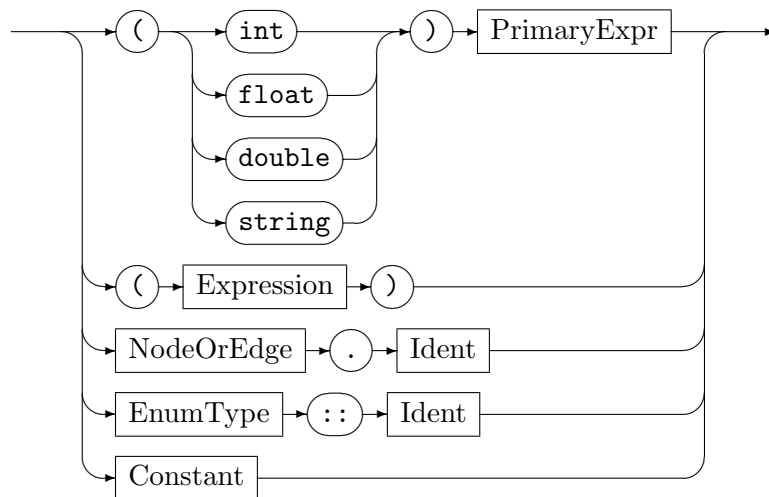 ( int ) PrimaryExpr
float
double
string
( Expression )
NodeOrEdge . Ident
EnumType :: Ident
Constant